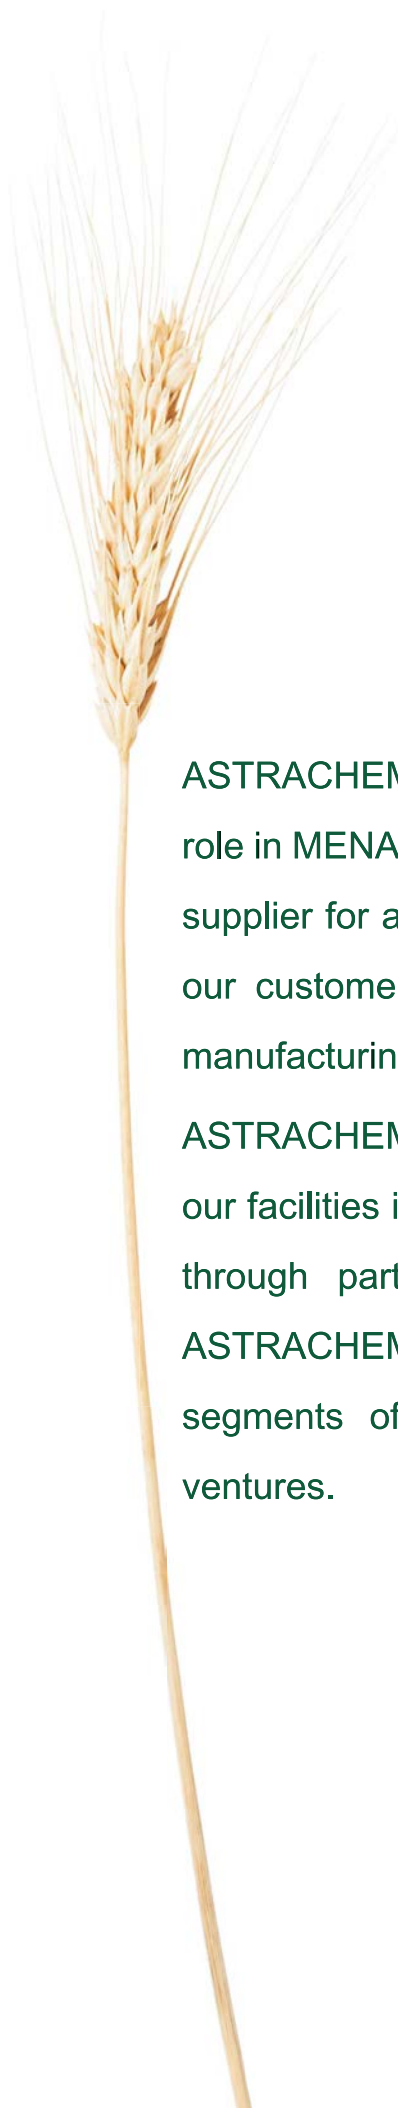 ASTRACHEM
role in MENA
supplier for a
our custome
manufacturin
ASTRACHEM
our facilities i
through part
ASTRACHEM
segments of
ventures.